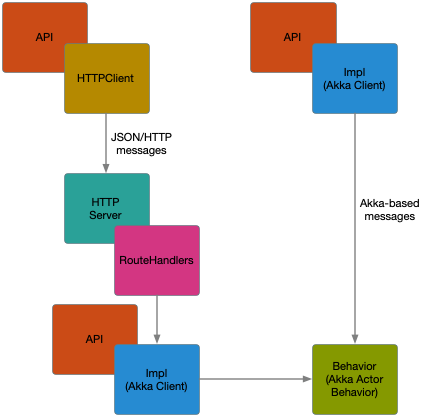 API
HTTPClient
API
Impl
(Akka Client)
JSON/HTTP
messages
HTTP
Server
Akka-based
messages
RouteHandlers
API
Impl
(Akka Client)
Behavior
(Akka Actor
Behavior)